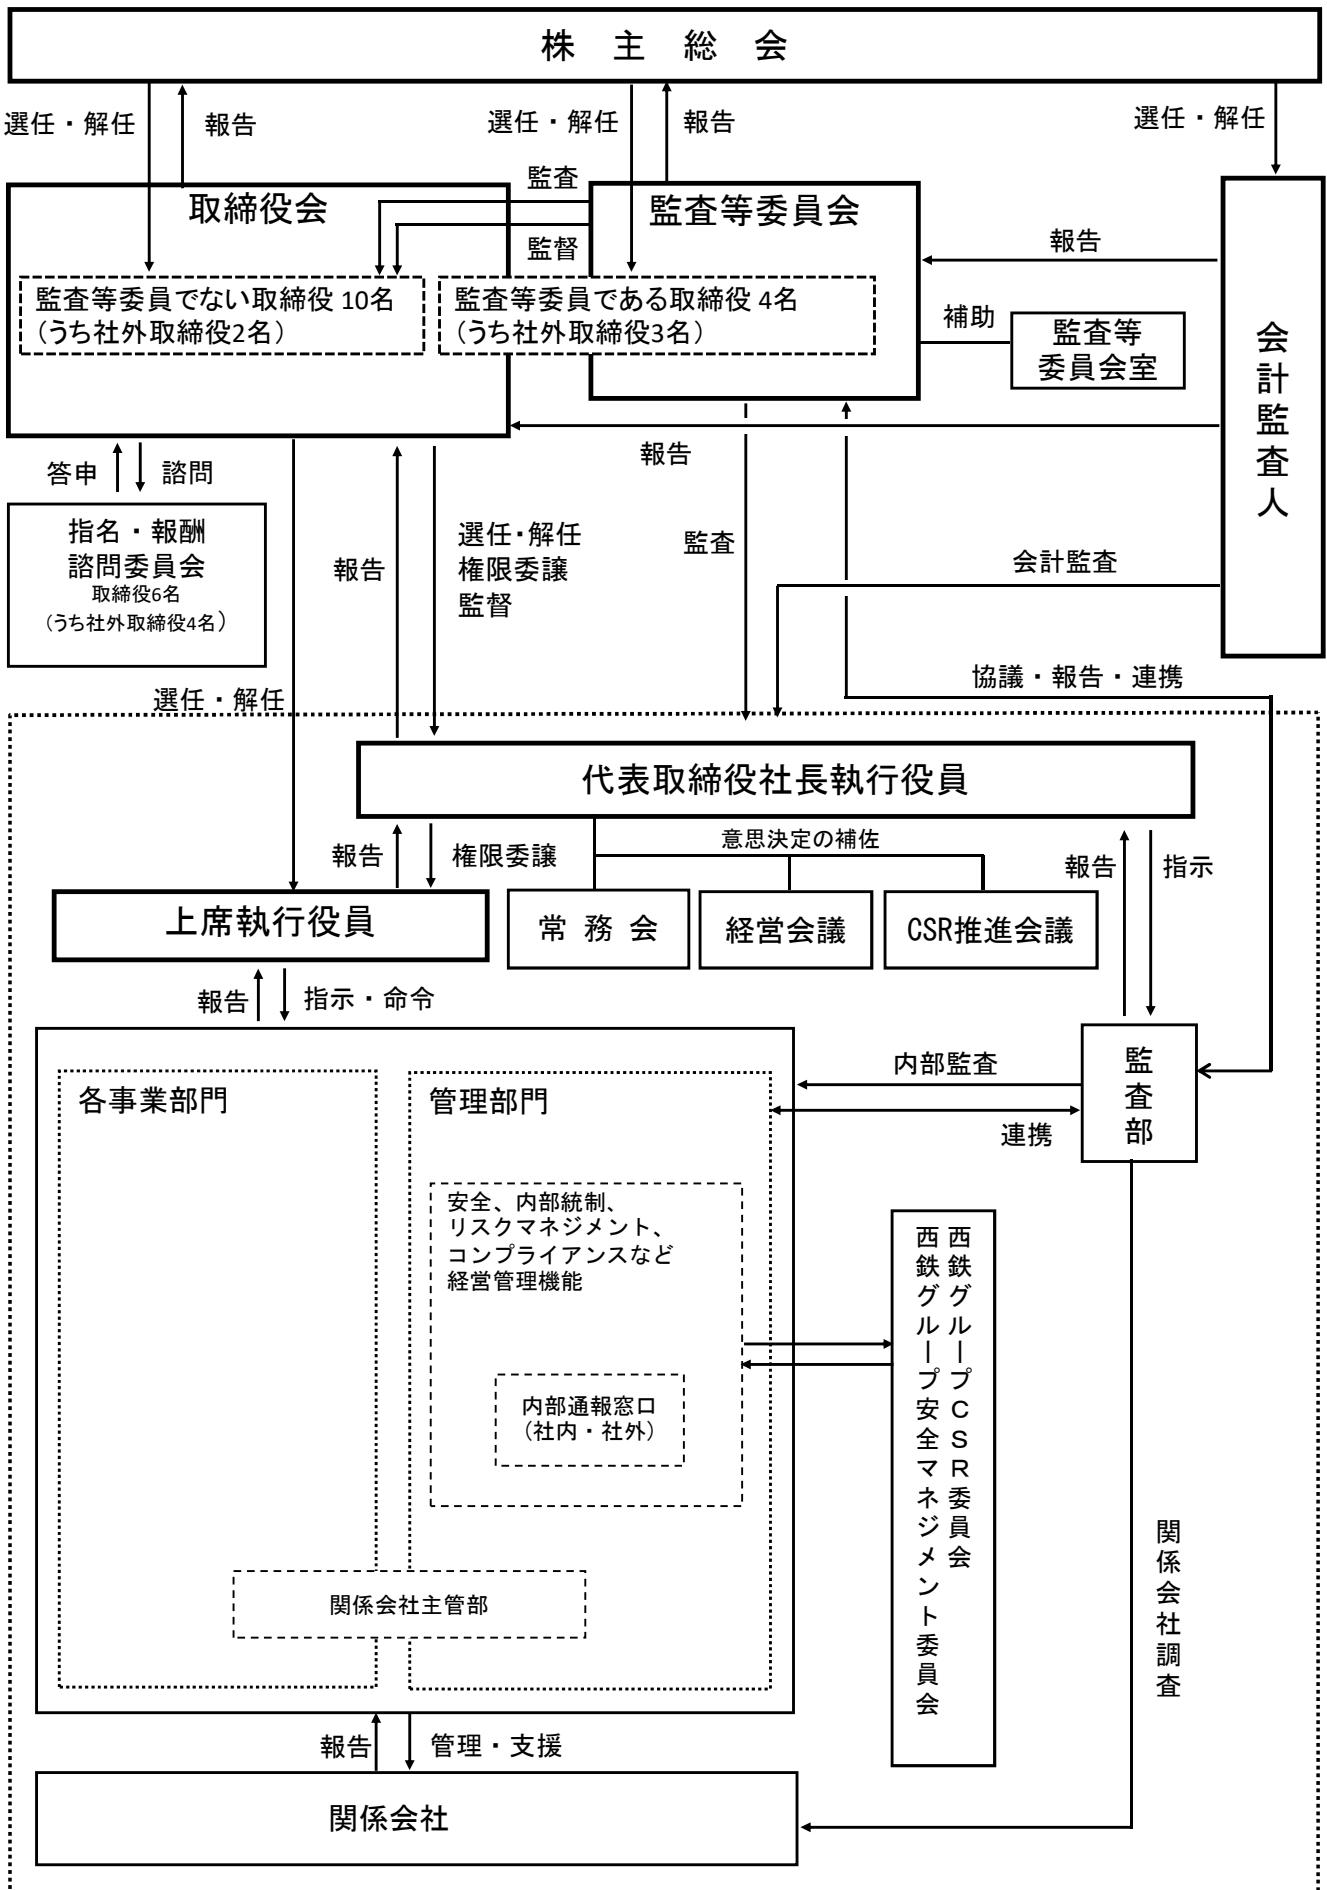 株 主 総 会
選任・解任
報告
選任・解任
報告
選任・解任
取締役会
監査
監督
監査等委員会
監査等委員でない取締役 10名
（うち社外取締役2名）
監査等委員である取締役 4名
（うち社外取締役3名）
報告
補助
監査等
委員会室
会計監査人
報告
答申
諮問
指名・報酬
諮問委員会
取締役6名
（うち社外取締役4名）
報告
選任・解任
権限委譲
監督
監査
会計監査
協議・報告・連携
選任・解任
代表取締役社長執行役員
報告
権限委譲
意思決定の補佐
報告
指示
上席執行役員
常 務 会
経営会議
CSR推進会議
報告
指示・命令
各事業部門
管理部門
内部監査
連携
監査部
安全、内部統制、
リスクマネジメント、
コンプライアンスなど
経営管理機能
内部通報窓口
（社内・社外）
西鉄グループCSR委員会
西鉄グループ安全マネジメント委員会
関係会社主管部
関係会社調査
報告
管理・支援
関係会社